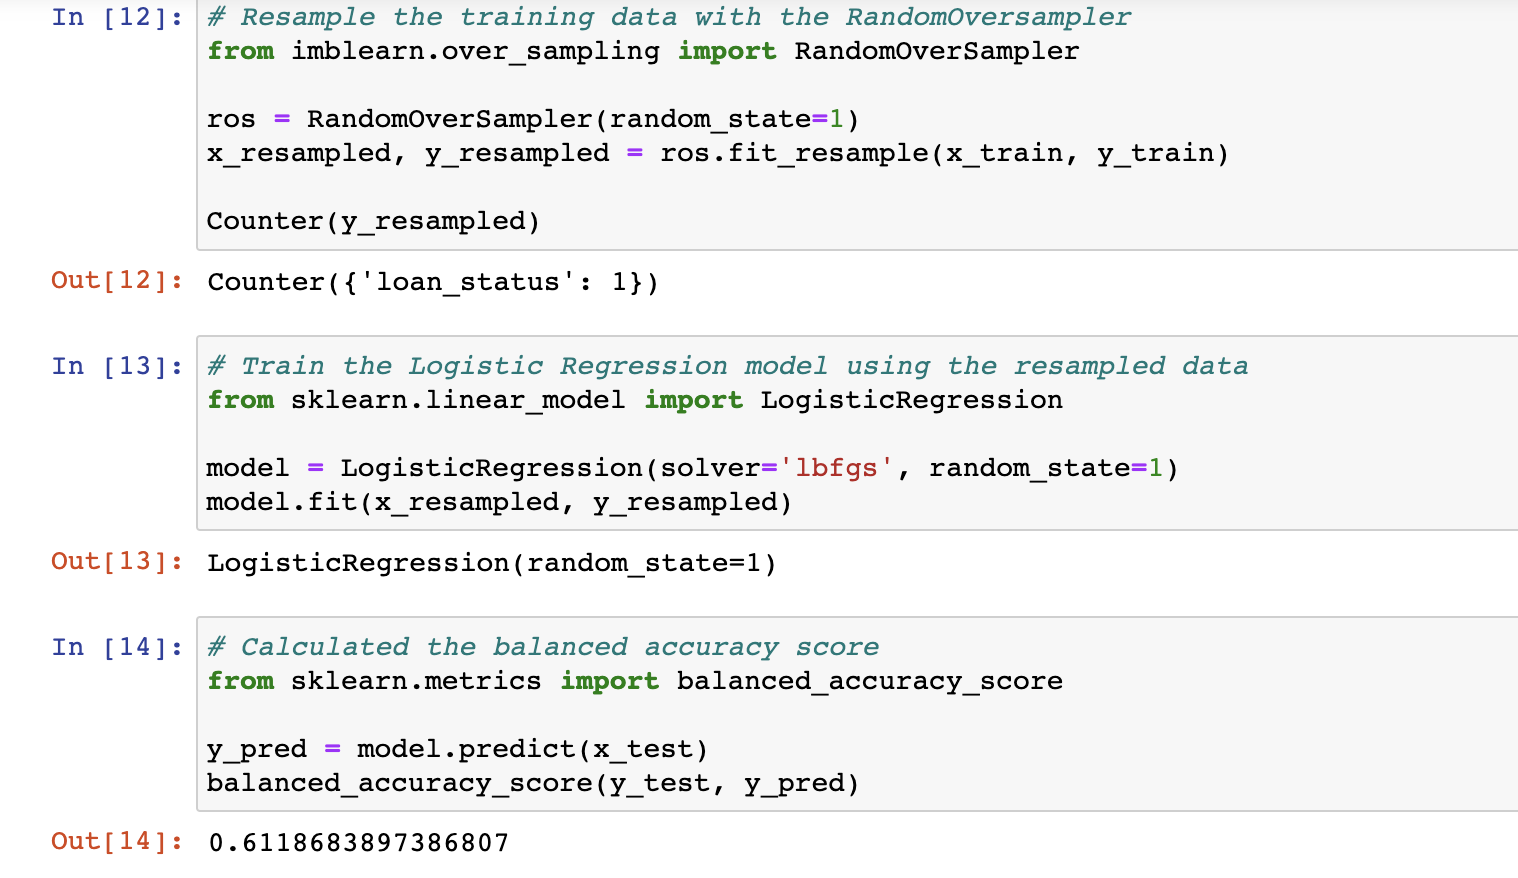 In [12]: # Resample the training data with the RandomOversampler
from imblearn.over_sampling import RandomOverSampler
ros = RandomOverSampler(random_state=1)
x_resampled, y_resampled = ros.fit_resample(x_train, y_train)
Counter(y_resampled)
Out[12]: Counter({'loan_status': 1})
In [13]: # Train the Logistic Regression model using the resampled data
from sklearn.linear_model import LogisticRegression
model = LogisticRegression(solver='lbfgs', random_state=1)
model.fit(x_resampled, y_resampled)
Out[13]: LogisticRegression(random_state=1)
In [14]: # Calculated the balanced accuracy score
from sklearn.metrics import balanced_accuracy_score
y_pred = model.predict(x_test)
balanced_accuracy_score(y_test, y_pred)
Out[14]: 0.6118683897386807